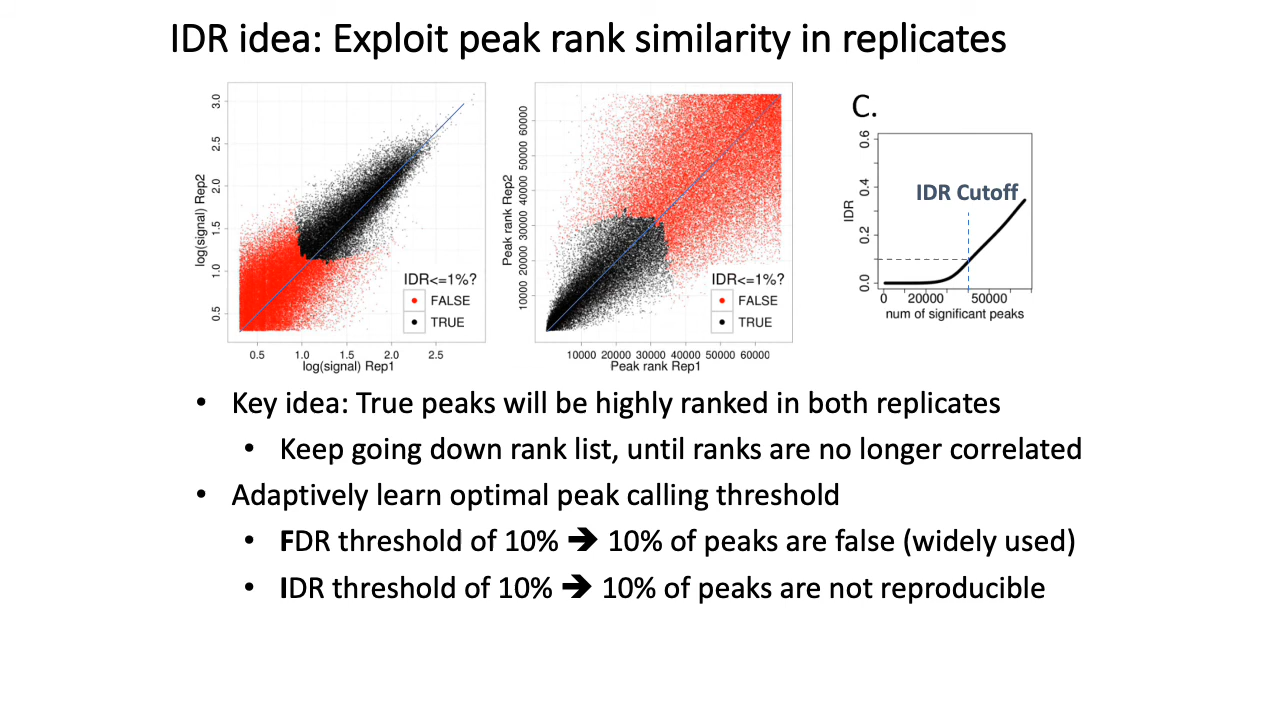 IDR idea: Exploit peak rank similarity in replicates
log(signal) Rep2
3.0
2.5
2.0
1.5
1.0
0.5
IDR<=1%?
FALSE
TRUE
0.5 1.0 1.5 2.0 2.5
log(signal) Rep1
Peak rank Rep2
60000
50000
40000
30000
20000
10000
IDR<=1%?
FALSE
TRUE
10000 20000 30000 40000 50000 60000
Peak rank Rep1
C.
IDR
0.6
0.4
0.2
0.0
IDR Cutoff
0 20000 50000
num of significant peaks
• Key idea: True peaks will be highly ranked in both replicates
• Keep going down rank list, until ranks are no longer correlated
• Adaptively learn optimal peak calling threshold
• FDR threshold of 10% ➔ 10% of peaks are false (widely used)
• IDR threshold of 10% ➔ 10% of peaks are not reproducible